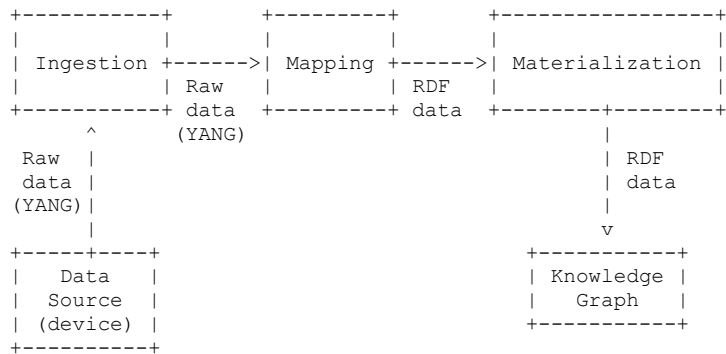 Ingestion
Mapping
Materialization
Raw
data
(YANG)
RDF
data
Raw
data
(YANG)
RDF
data
Data
Source
(device)
Knowledge
Graph